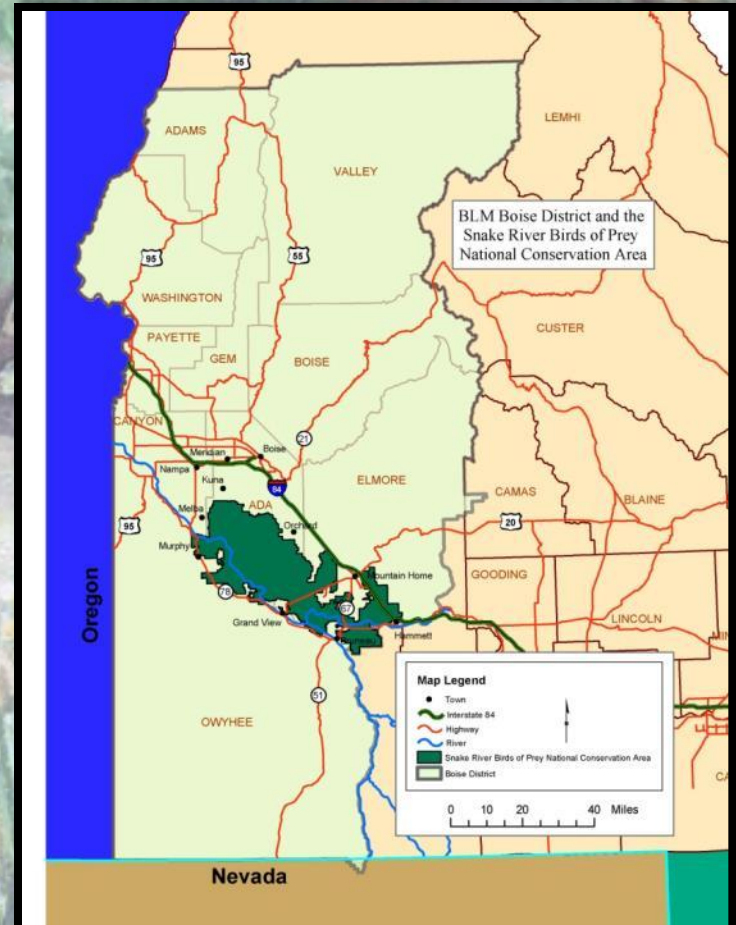 95
ADAMS
LEMHI
VALLEY
BLM Boise District and the
Snake River Birds of Prey
National Conservation Area
95
55
WASHINGTON
PAYETTE
GEM
BOISE
CUSTER
CANYON
21
Meridian
Boise
Nampa
Kuna
84
ELMORE
ADA
CAMAS
BLAINE
Melba
95
Orchard
20
Murphy
Mountain Home
GOODING
78
67
LINCOLN
Grand View
Hammett
Bruneau
Oregon
OWYHEE
51
Map Legend
Town
Interstate 84
Highway
River
Snake River Birds of Prey National Conservation Area
Boise District
0 10 20 40 Miles
Nevada